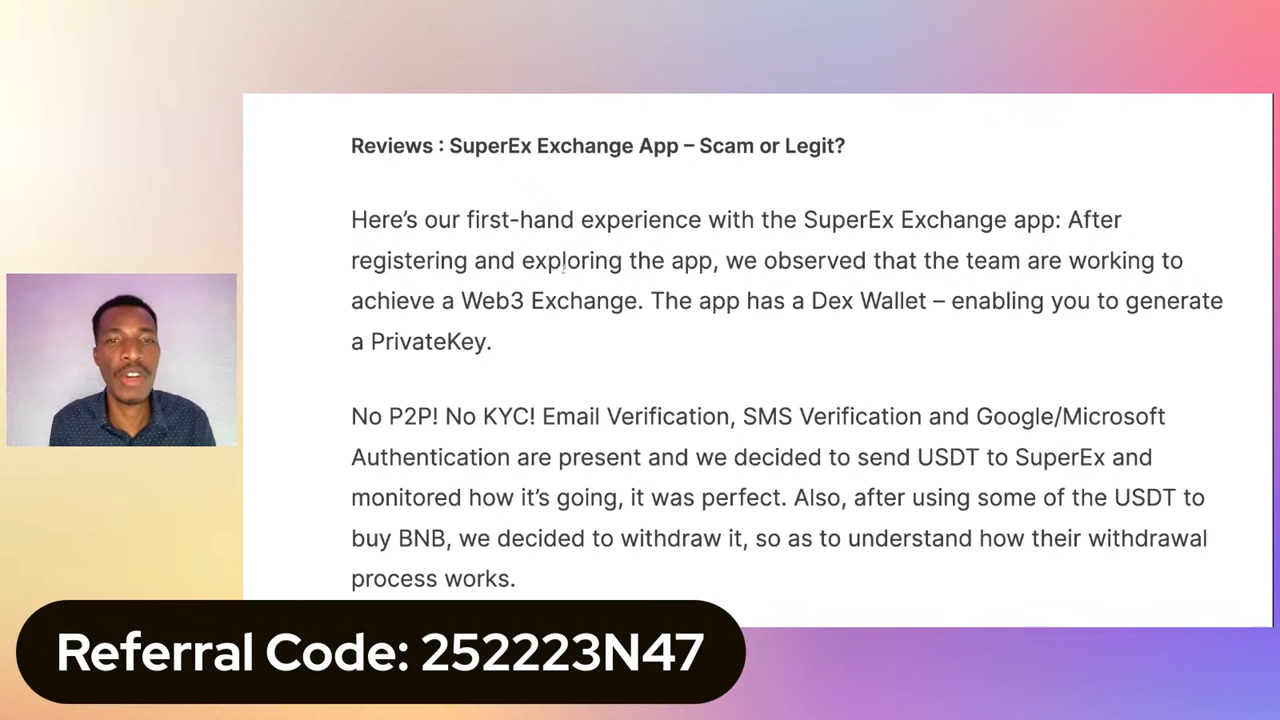 Reviews : SuperEx Exchange App – Scam or Legit?
Here’s our first-hand experience with the SuperEx Exchange app: After
registering and exploring the app, we observed that the team are working to
achieve a Web3 Exchange. The app has a Dex Wallet – enabling you to generate
a PrivateKey.
No P2P! No KYC! Email Verification, SMS Verification and Google/Microsoft
Authentication are present and we decided to send USDT to SuperEx and
monitored how it’s going, it was perfect. Also, after using some of the USDT to
buy BNB, we decided to withdraw it, so as to understand how their withdrawal
process works.
Referral Code: 252223N47